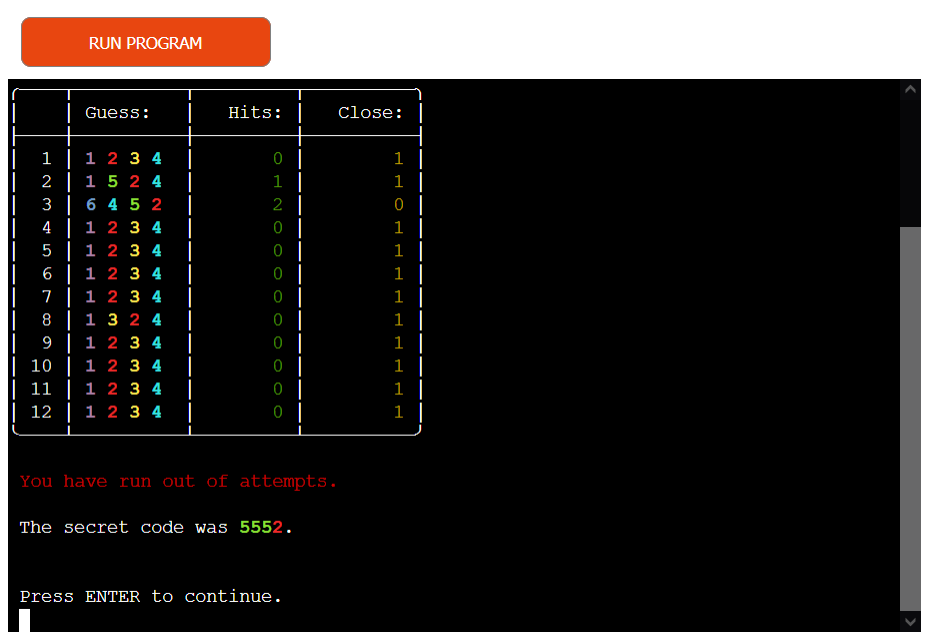 RUN PROGRAM
Guess: Hits: Close:
1 1 2 3 4 0 1
2 1 5 2 4 1 1
3 6 4 5 2 2 0
4 1 2 3 4 0 1
5 1 2 3 4 0 1
6 1 2 3 4 0 1
7 1 2 3 4 0 1
8 1 3 2 4 0 1
9 1 2 3 4 0 1
10 1 2 3 4 0 1
11 1 2 3 4 0 1
12 1 2 3 4 0 1
You have run out of attempts.
The secret code was 5552.
Press ENTER to continue.